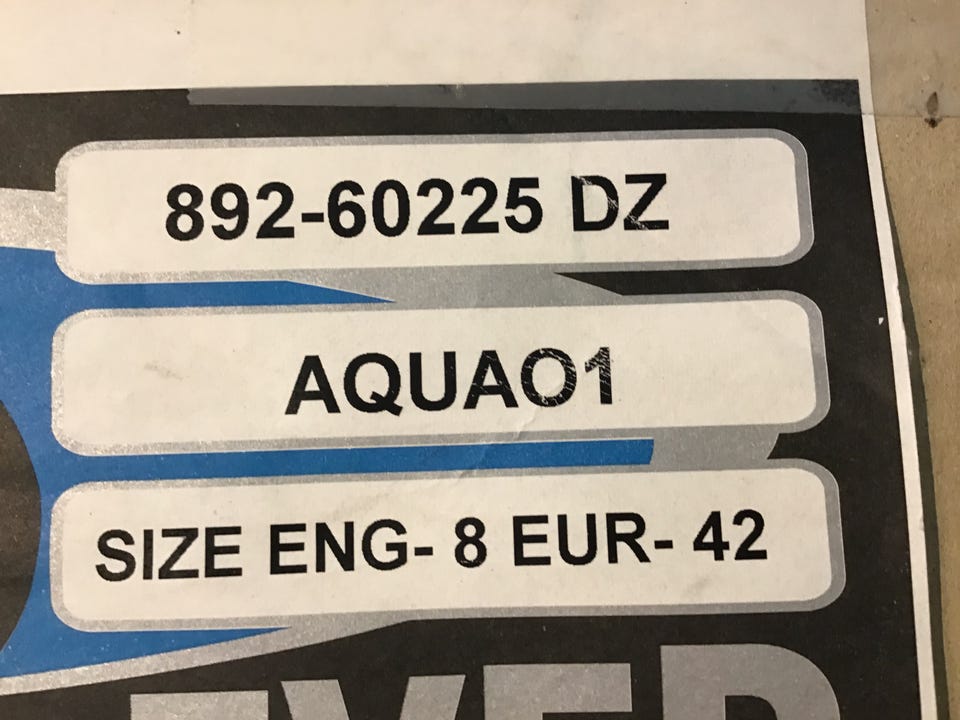 892-60225 DZ
AQUAO1
SIZE ENG- 8 EUR- 42